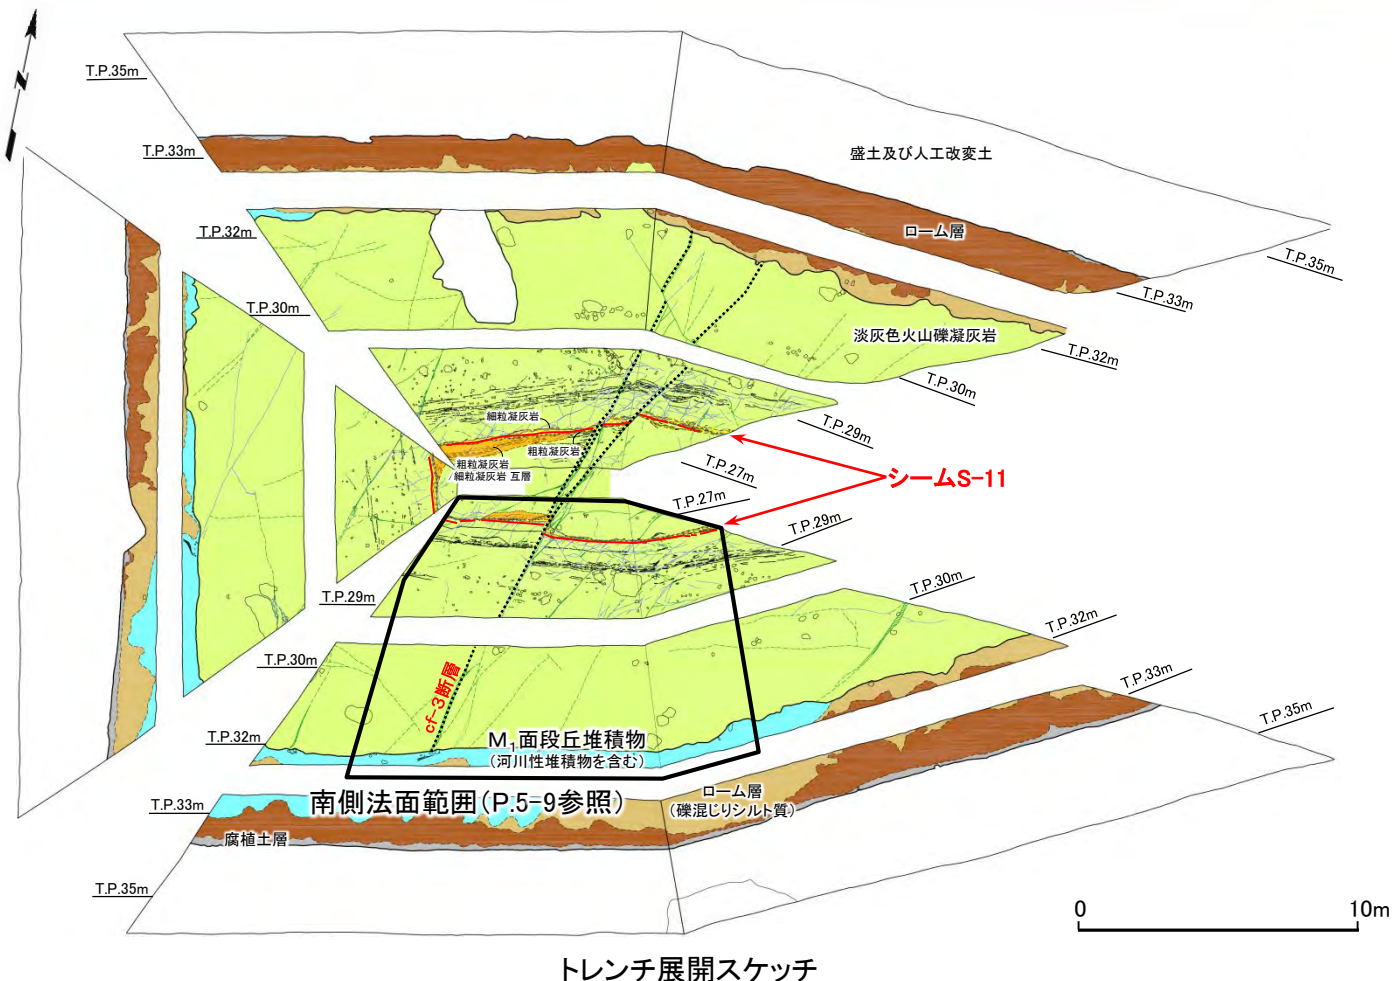 N
T.P.35m
T.P.33m
盛土及び人工改変土
ローム層
T.P.35m
T.P.33m
T.P.32m
T.P.30m
淡灰色火山礫凝灰岩
T.P.32m
T.P.30m
細粒凝灰岩
粗粒凝灰岩
粗粒凝灰岩
細粒凝灰岩 互層
T.P.29m
T.P.27m
シームS-11
T.P.27m
T.P.29m
T.P.29m
T.P.30m
T.P.32m
T.P.30m
cf-3断層
T.P.33m
T.P.35m
T.P.32m
M₁面段丘堆積物
(河川性堆積物を含む)
T.P.33m
南側法面範囲(P.5-9参照)
ローム層
(礫混じりシルト質)
腐植土層
T.P.35m
0 10m
トレンチ展開スケッチ